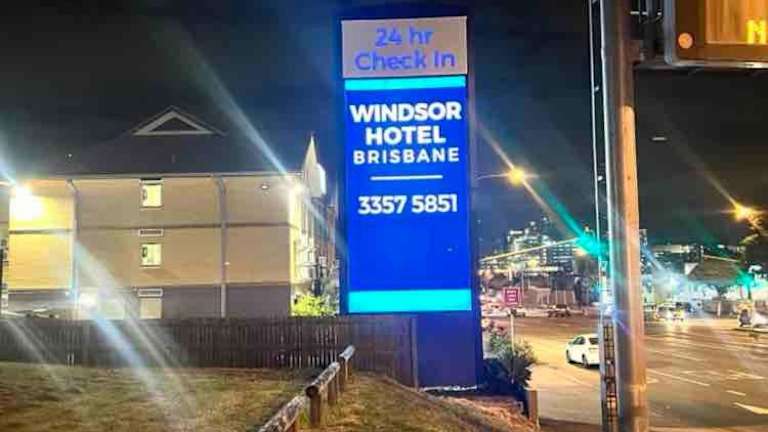 24 hr
Check In
WINDSOR
HOTEL
BRISBANE
3357 5851